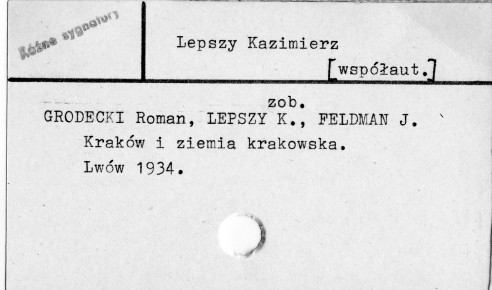 Różne sygnatury
Lepszy Kazimierz
[współaut.]
zob.
GRODECKI Roman, LEPSZY K., FELDMAN J.
Kraków i ziemia krakowska.
Lwów 1934.